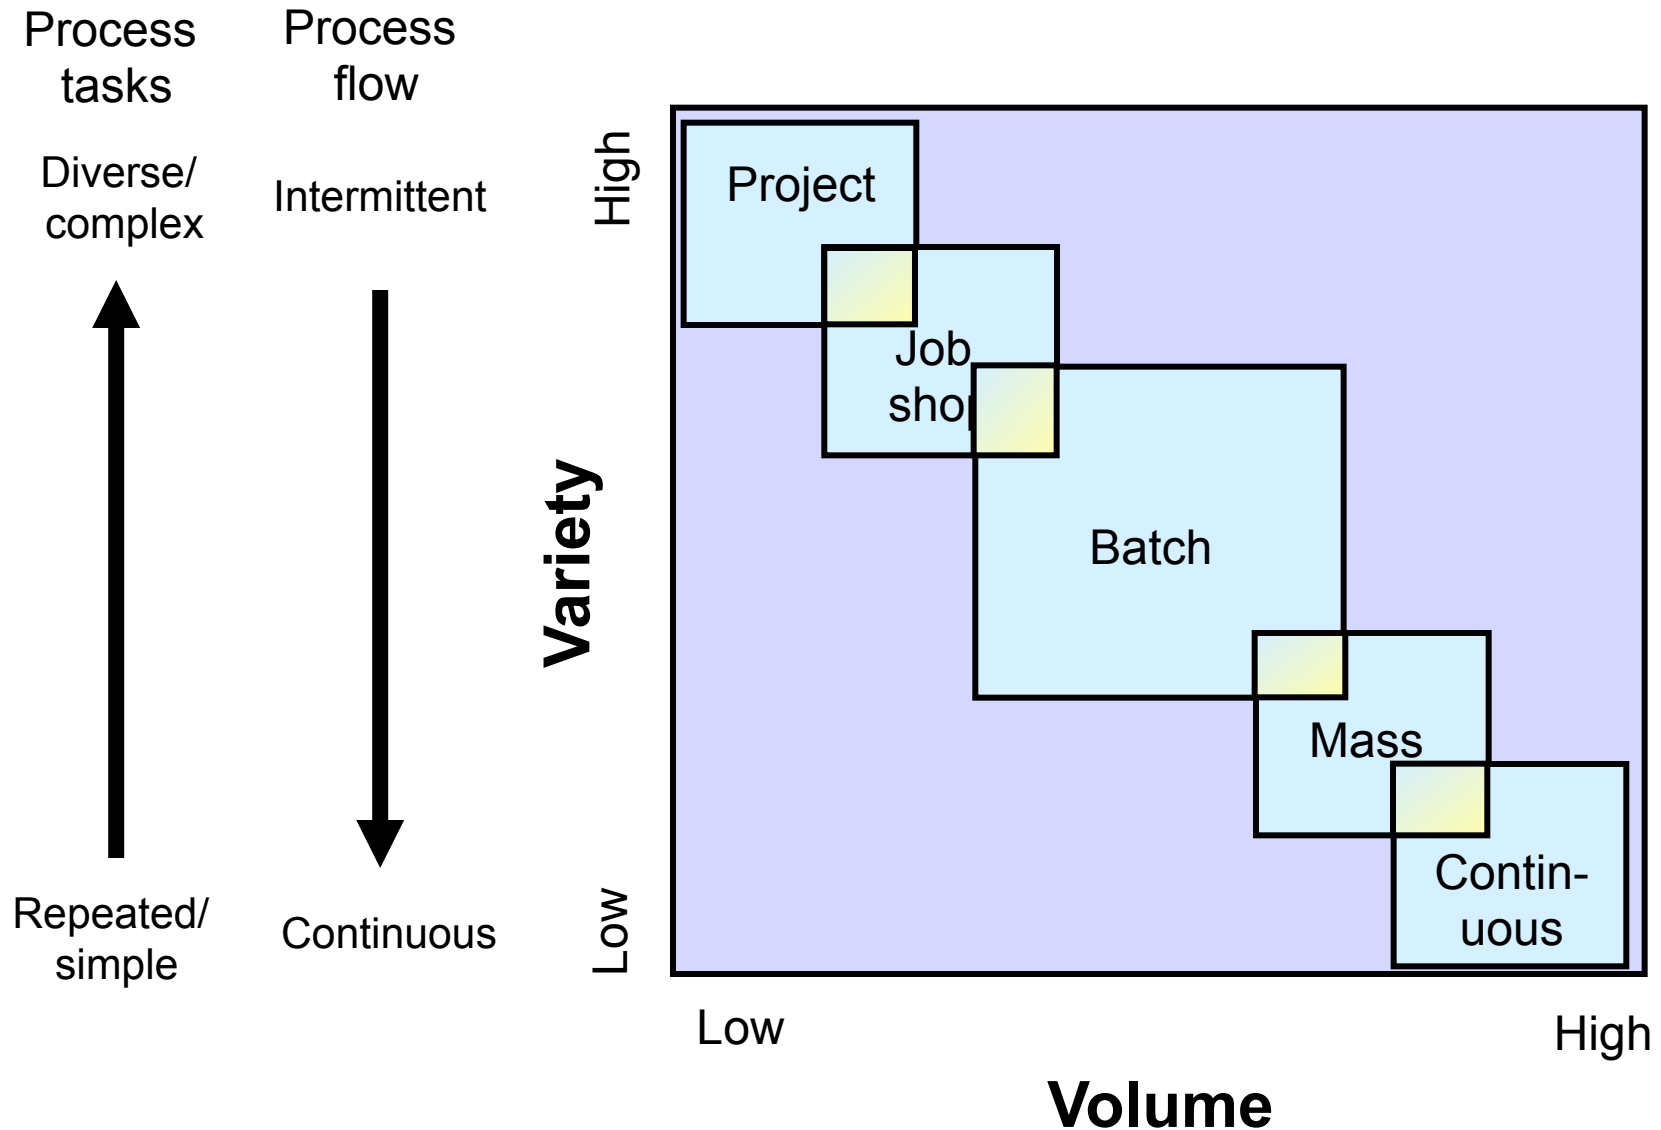 Process
tasks
Process
flow
Diverse/
complex
Intermittent
Repeated/
simple
Continuous
High
Variety
Low
Project
Job
shop
Batch
Mass
Contin-
uous
Low
High
Volume